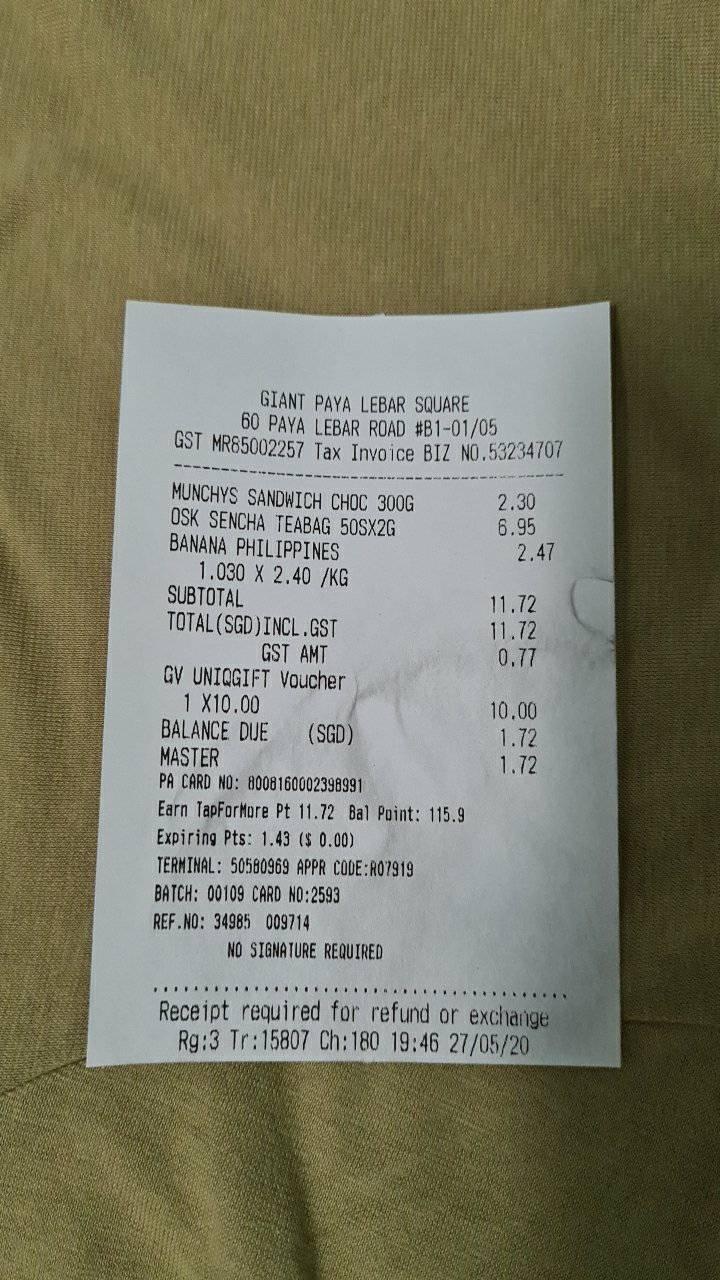 GIANT PAYA LEBAR SQUARE
60 PAYA LEBAR ROAD #B1-01/05
GST MR85002257 Tax Invoice BIZ NO.53234707
MUNCHYS SANDWICH CHOC 300G 2.30
OSK SENCHA TEABAG 50SX2G 6.95
BANANA PHILIPPINES 2.47
1.030 X 2.40 /KG
SUBTOTAL 11.72
TOTAL(SGD)INCL.GST 11.72
GST AMT 0.77
GV UNIQGIFT Voucher
1 X10.00 10.00
BALANCE DUE (SGD) 1.72
MASTER 1.72
PA CARD NO: 8008160002398991
Earn TapForMore Pt 11.72 Bal Point: 115.9
Expiring Pts: 1.43 ($ 0.00)
TERMINAL: 50580969 APPR CODE:R07919
BATCH: 00109 CARD NO:2593
REF.NO: 34985 009714
NO SIGNATURE REQUIRED
Receipt required for refund or exchange
Rg:3 Tr:15807 Ch:180 19:46 27/05/20